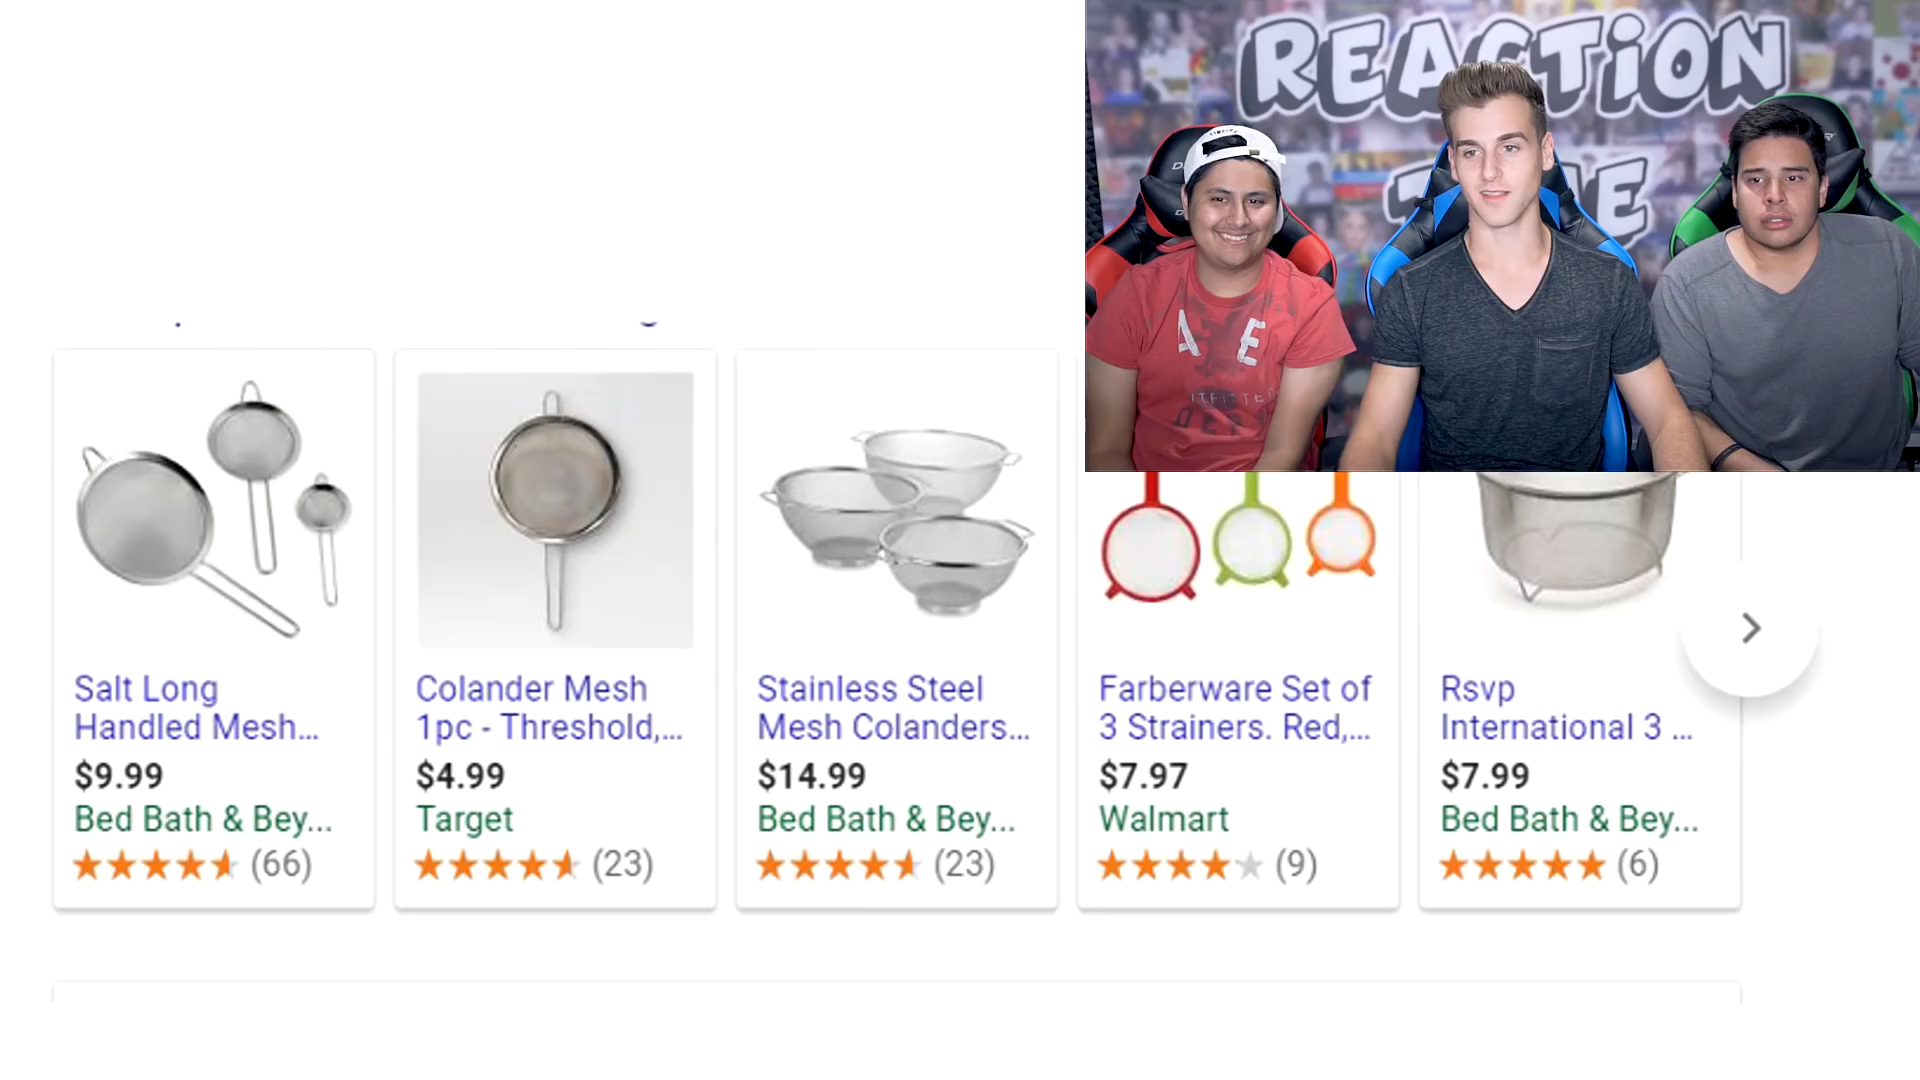 REACTION
A E
Salt Long
Handled Mesh...
$9.99
Bed Bath & Bey...
(66)
Colander Mesh
1pc - Threshold,...
$4.99
Target
(23)
Stainless Steel
Mesh Colanders...
$14.99
Bed Bath & Bey...
(23)
Farberware Set of
3 Strainers. Red,...
$7.97
Walmart
(9)
Rsvp
International 3 ...
$7.99
Bed Bath & Bey...
(6)